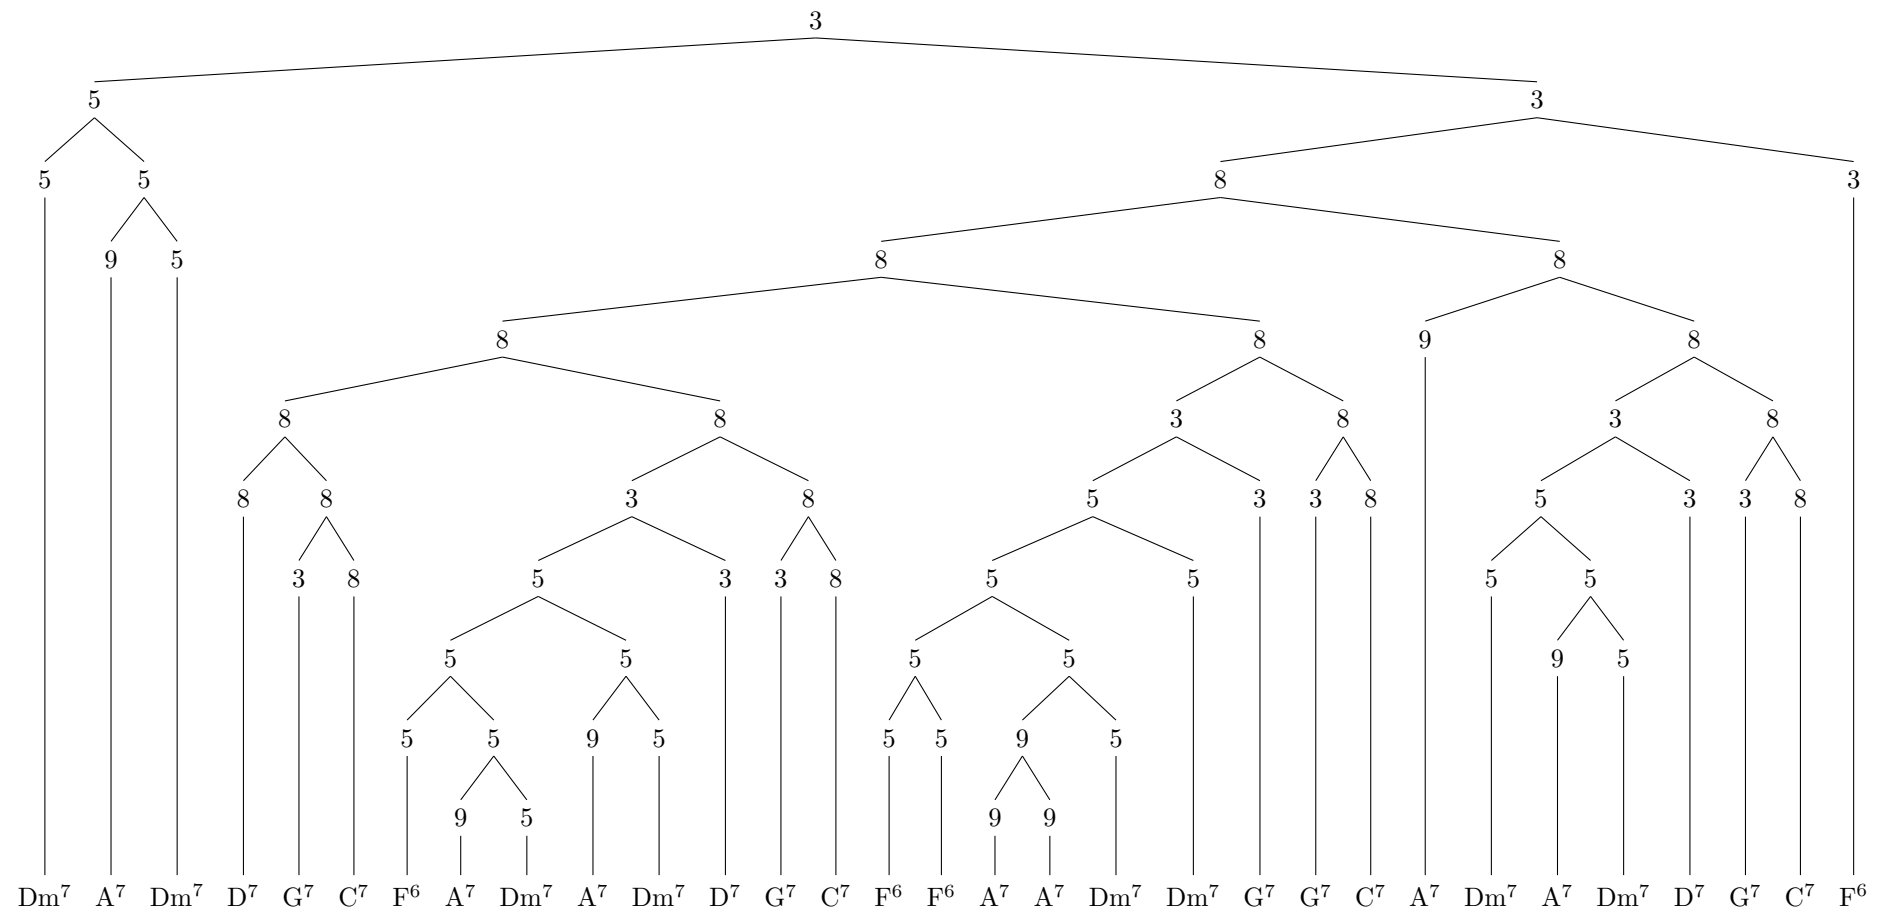 3
5 3
5 5 8 3
9 5 8 8
8 8 9 8
8 8 3 8 3 8
8 8 3 8 5 3 3 8 5 3 3 8
3 8 5 3 3 8 5 5 5 5
5 5 5 5 9 5
5 5 9 5 5 5 9 5
9 5 9 9
Dm⁷ A⁷ Dm⁷ D⁷ G⁷ C⁷ F⁶ A⁷ Dm⁷ A⁷ Dm⁷ D⁷ G⁷ C⁷ F⁶ F⁶ A⁷ A⁷ Dm⁷ Dm⁷ G⁷ G⁷ C⁷ A⁷ Dm⁷ A⁷ Dm⁷ D⁷ G⁷ C⁷ F⁶